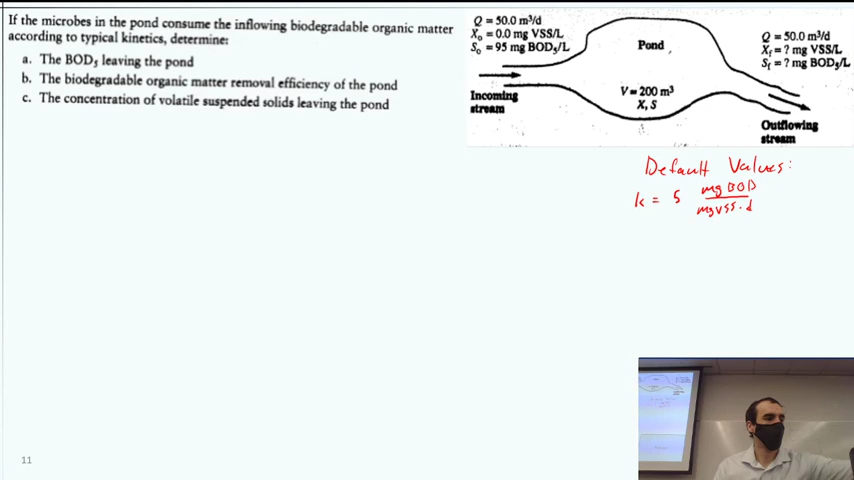 If the microbes in the pond consume the inflowing biodegradable organic matter
according to typical kinetics, determine:
a. The BOD5 leaving the pond
b. The biodegradable organic matter removal efficiency of the pond
c. The concentration of volatile suspended solids leaving the pond
Q = 50.0 m³/d
X₀ = 0.0 mg VSS/L
S₀ = 95 mg BOD₅/L
Pond
V = 200 m³
X, S
Incoming
stream
Q = 50.0 m³/d
Xf = ? mg VSS/L
Sf = ? mg BOD₅/L
Outflowing
stream
Default Values:
k = 5 mg BOD
mg VSS · d
11